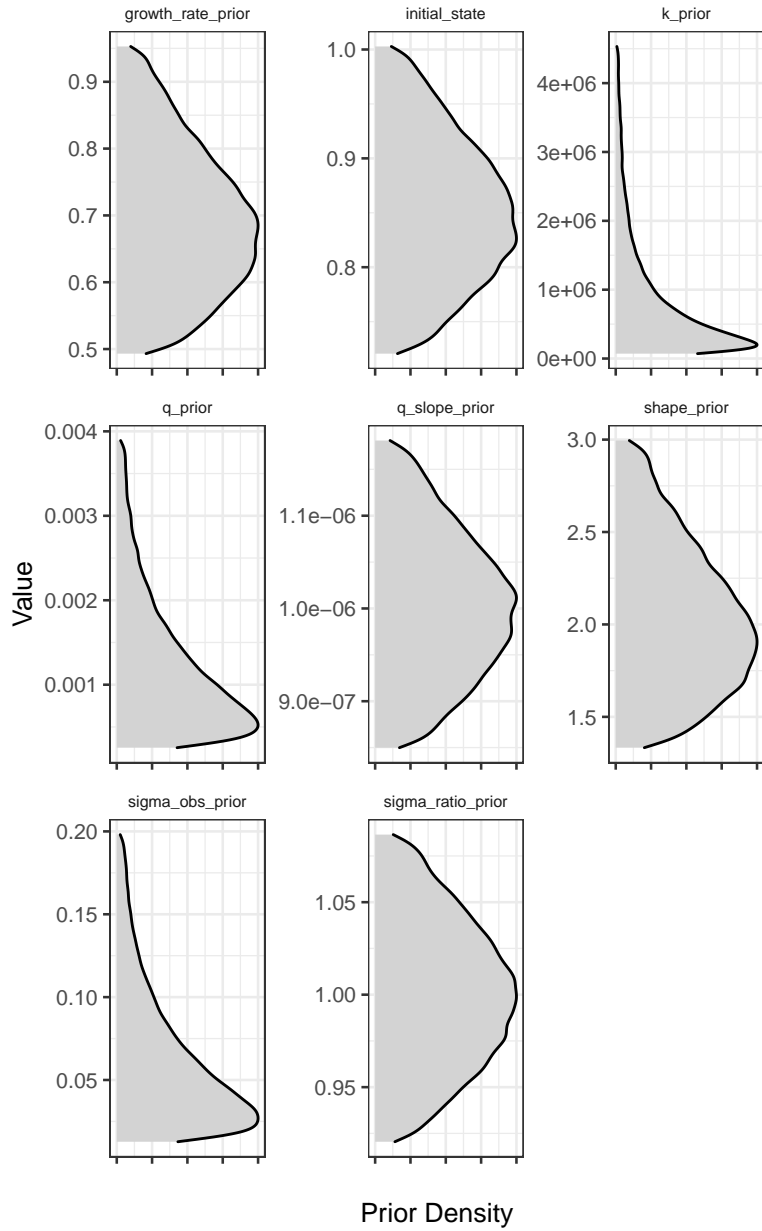 growth_rate_prior
initial_state
k_prior
0.9
0.8
0.7
0.6
0.5
1.0
0.9
0.8
4e+06
3e+06
2e+06
1e+06
0e+00
q_prior
q_slope_prior
shape_prior
0.004
0.003
0.002
0.001
1.1e−06
1.0e−06
9.0e−07
3.0
2.5
2.0
1.5
Value
sigma_obs_prior
sigma_ratio_prior
0.20
0.15
0.10
0.05
1.05
1.00
0.95
Prior Density